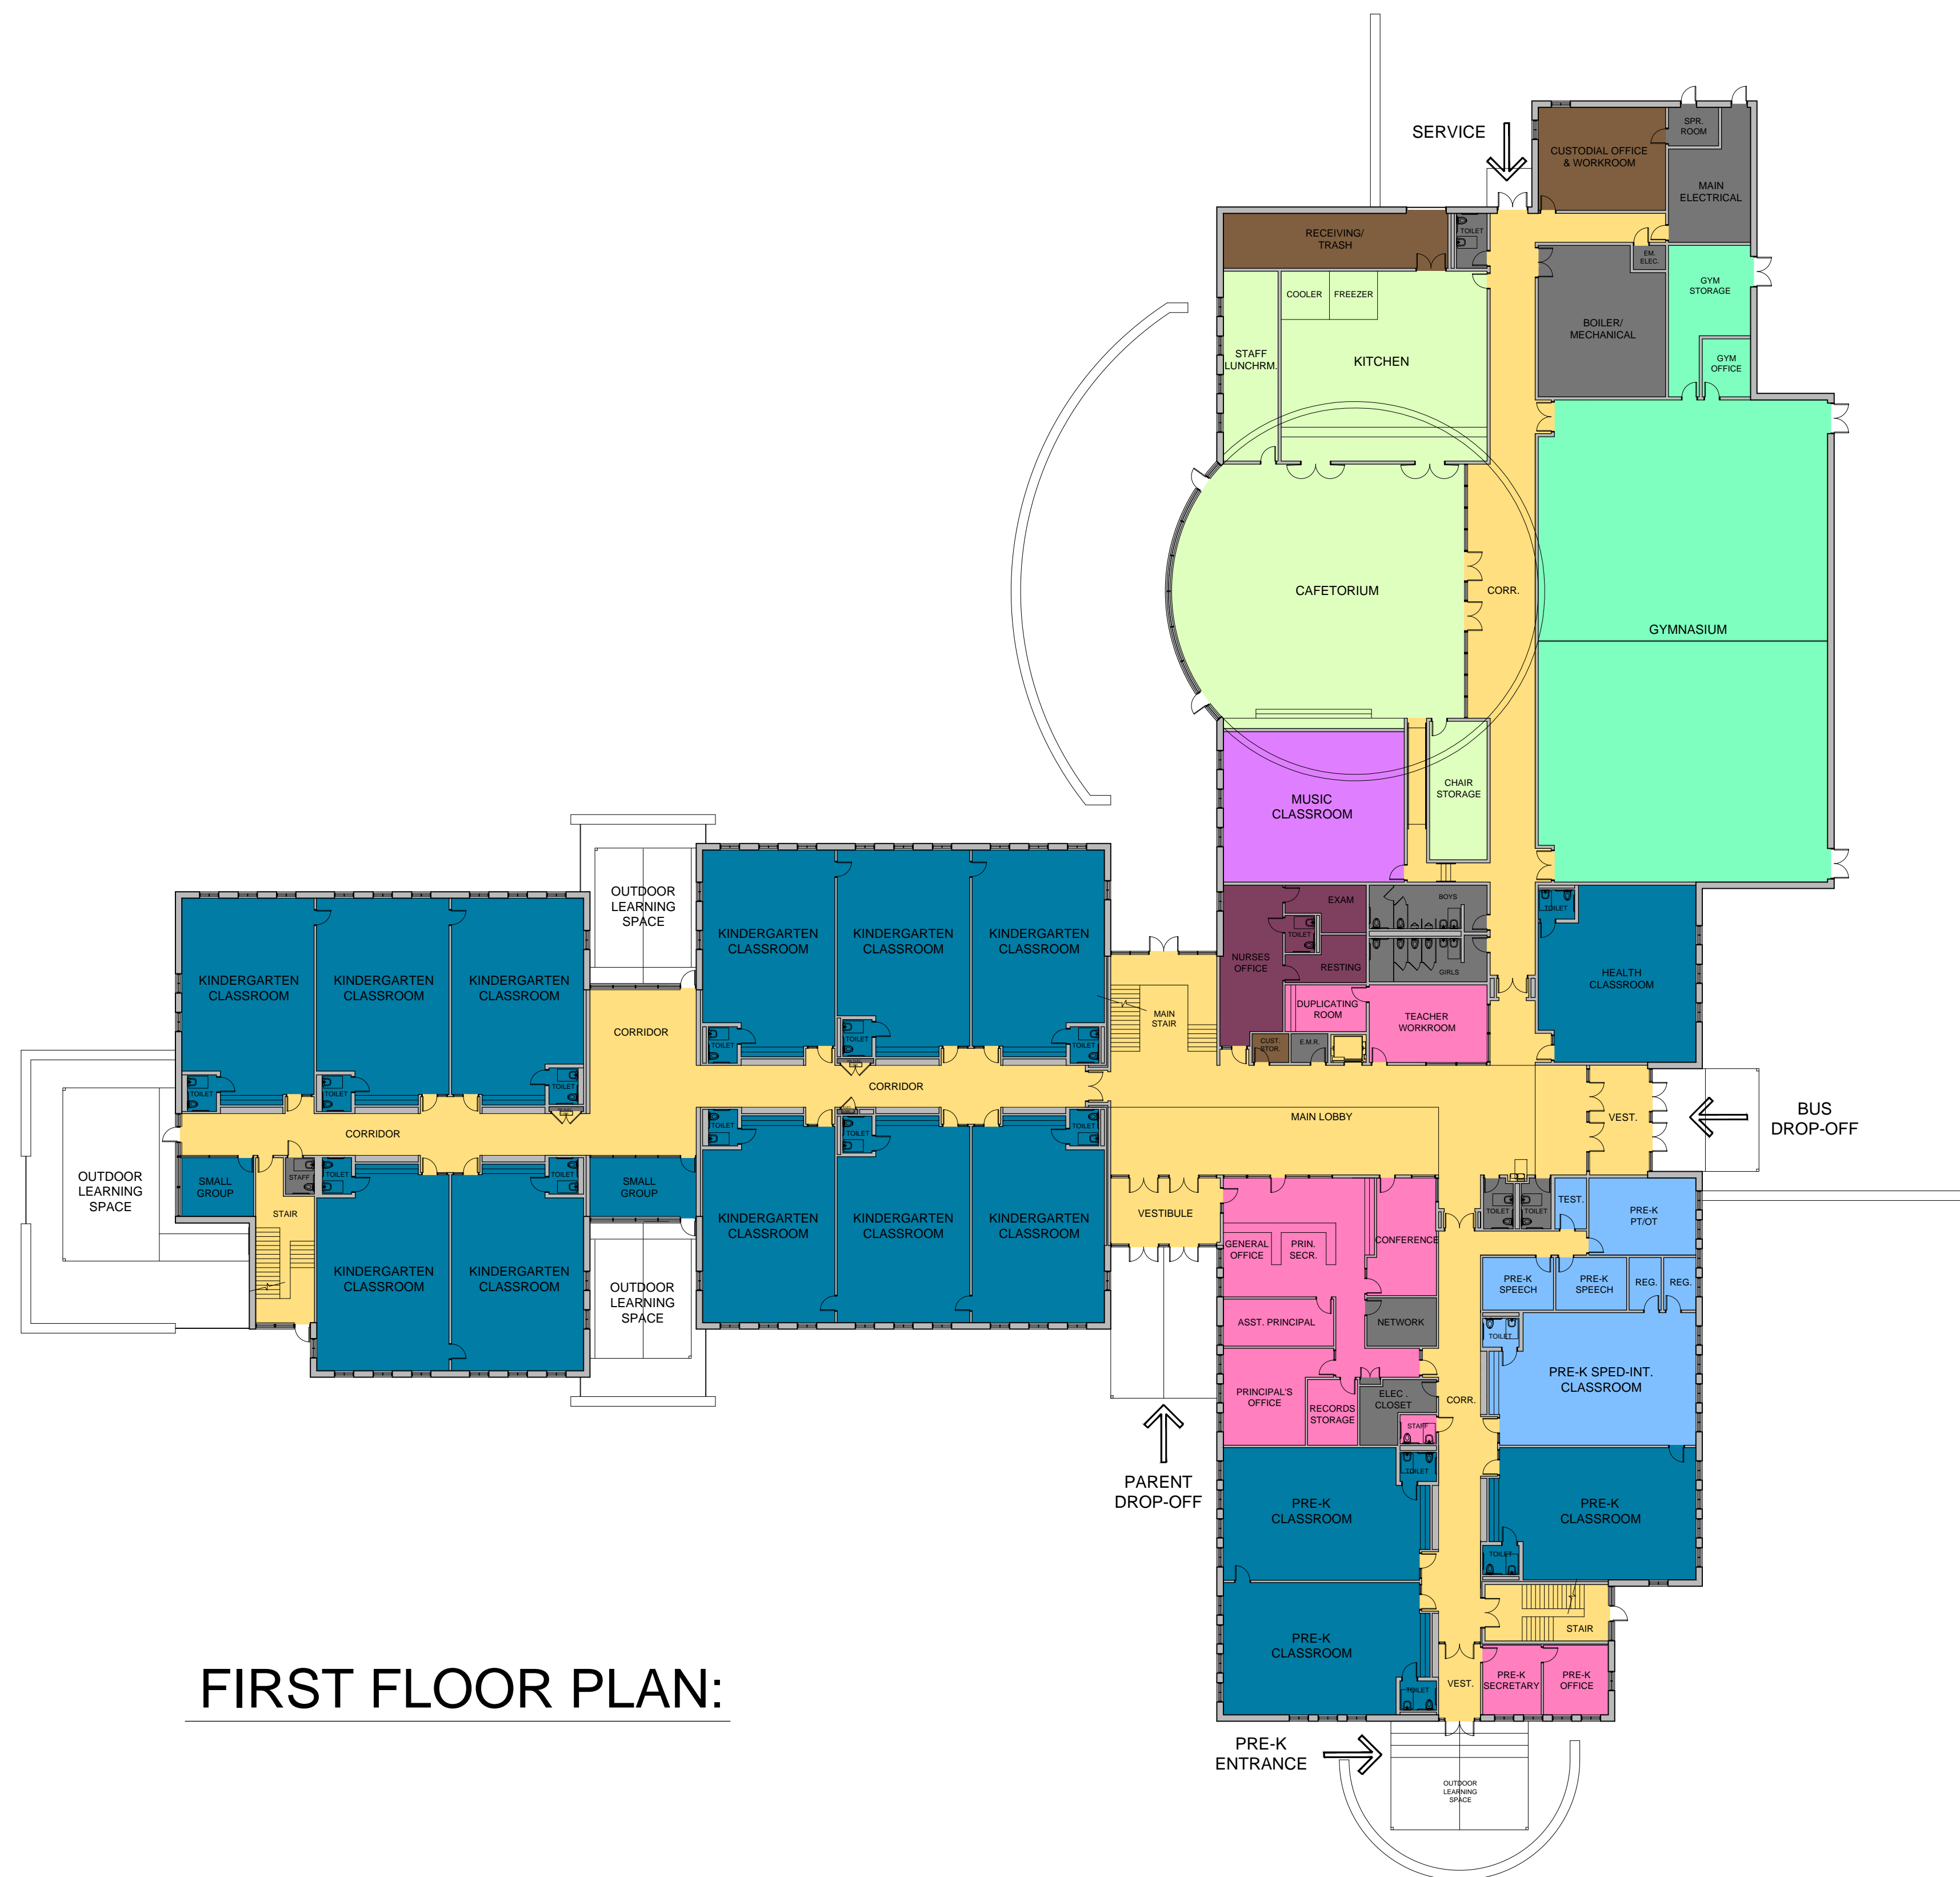 SERVICE
SPR.
ROOM
CUSTODIAL OFFICE
& WORKROOM
MAIN
ELECTRICAL
RECEIVING/
TRASH
TOILET
EM.
ELEC.
GYM
STORAGE
COOLER
FREEZER
BOILER/
MECHANICAL
STAFF
LUNCHRM.
KITCHEN
GYM
OFFICE
CAFETORIUM
CORR.
GYMNASIUM
MUSIC
CLASSROOM
CHAIR
STORAGE
OUTDOOR
LEARNING
SPACE
EXAM
BOYS
TOILET
TOILET
NURSES
OFFICE
RESTING
GIRLS
HEALTH
CLASSROOM
DUPLICATING
ROOM
TEACHER
WORKROOM
CUST.
STOR.
E.M.R.
KINDERGARTEN
CLASSROOM
KINDERGARTEN
CLASSROOM
KINDERGARTEN
CLASSROOM
KINDERGARTEN
CLASSROOM
KINDERGARTEN
CLASSROOM
KINDERGARTEN
CLASSROOM
MAIN
STAIR
CORRIDOR
TOILET
TOILET
TOILET
TOILET
TOILET
TOILET
CORRIDOR
CORRIDOR
MAIN LOBBY
VEST.
BUS
DROP-OFF
TOILET
TOILET
TOILET
OUTDOOR
LEARNING
SPACE
SMALL
GROUP
STAFF
TOILET
TOILET
STAIR
SMALL
GROUP
KINDERGARTEN
CLASSROOM
KINDERGARTEN
CLASSROOM
KINDERGARTEN
CLASSROOM
KINDERGARTEN
CLASSROOM
KINDERGARTEN
CLASSROOM
OUTDOOR
LEARNING
SPACE
VESTIBULE
GENERAL
OFFICE
PRIN.
SECR.
CONFERENCE
TOILET
TOILET
TEST.
PRE-K
PT/OT
PRE-K
SPEECH
PRE-K
SPEECH
REG.
REG.
ASST. PRINCIPAL
NETWORK
TOILET
PRE-K SPED-INT.
CLASSROOM
PRINCIPAL'S
OFFICE
RECORDS
STORAGE
ELEC .
CLOSET
STAFF
CORR.
PARENT
DROP-OFF
TOILET
PRE-K
CLASSROOM
PRE-K
CLASSROOM
TOILET
STAIR
PRE-K
CLASSROOM
TOILET
VEST.
PRE-K
SECRETARY
PRE-K
OFFICE
FIRST FLOOR PLAN:
PRE-K
ENTRANCE
OUTDOOR
LEARNING
SPACE